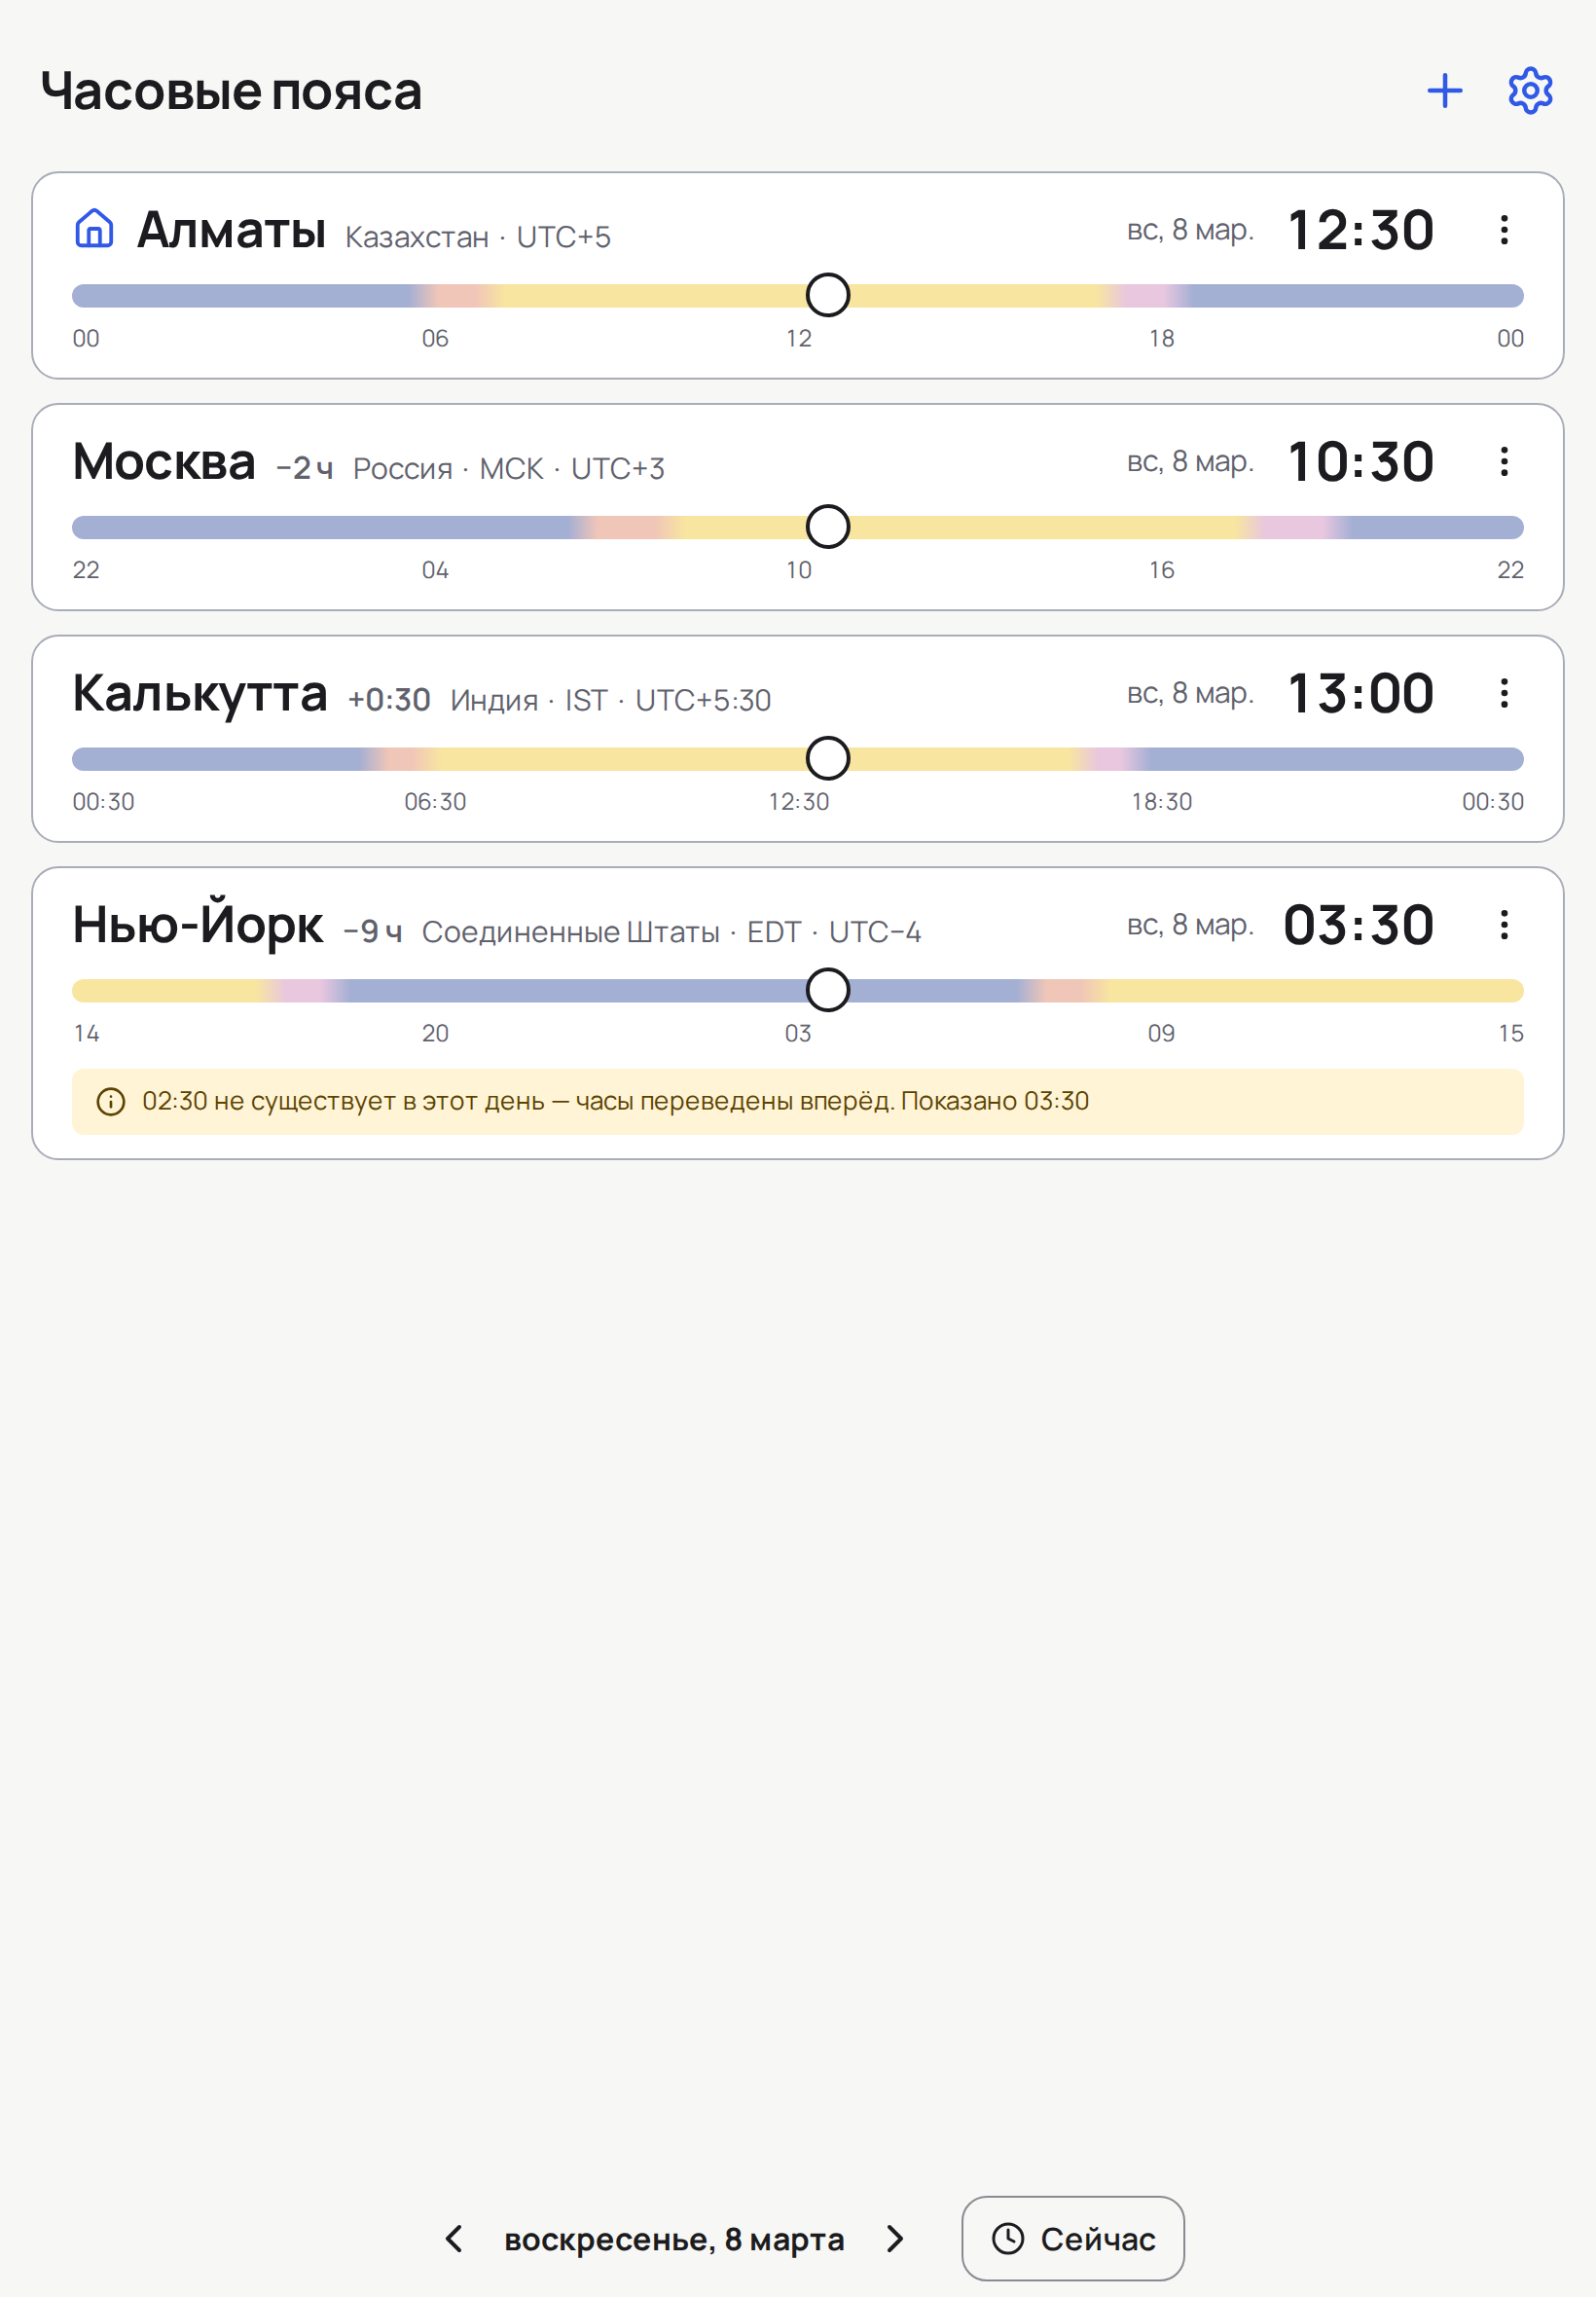 Часовые пояса
Алматы Казахстан · UTC+5 вс, 8 мар. 12:30
00 06 12 18 00
Москва −2 ч Россия · МСК · UTC+3 вс, 8 мар. 10:30
22 04 10 16 22
Калькутта +0:30 Индия · IST · UTC+5:30 вс, 8 мар. 13:00
00:30 06:30 12:30 18:30 00:30
Нью-Йорк −9 ч Соединенные Штаты · EDT · UTC−4 вс, 8 мар. 03:30
14 20 03 09 15
02:30 не существует в этот день — часы переведены вперёд. Показано 03:30
воскресенье, 8 марта Сейчас